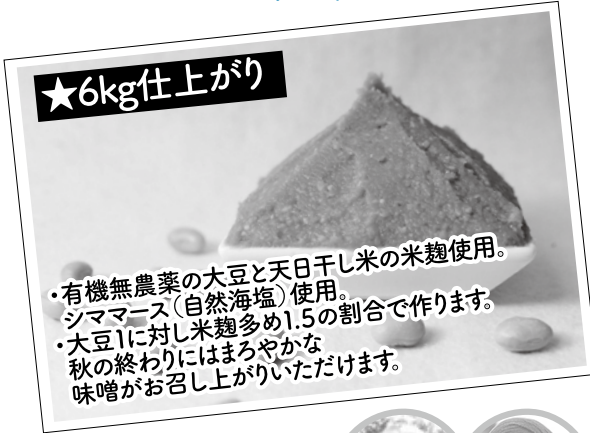 ★6kg仕上がり
・有機無農薬の大豆と天日干し米の米麹使用。
シママース（自然海塩）使用。
・大豆1に対し米麹多め1.5の割合で作ります。
秋の終わりにはまろやかな
味噌がお召し上がりいただけます。